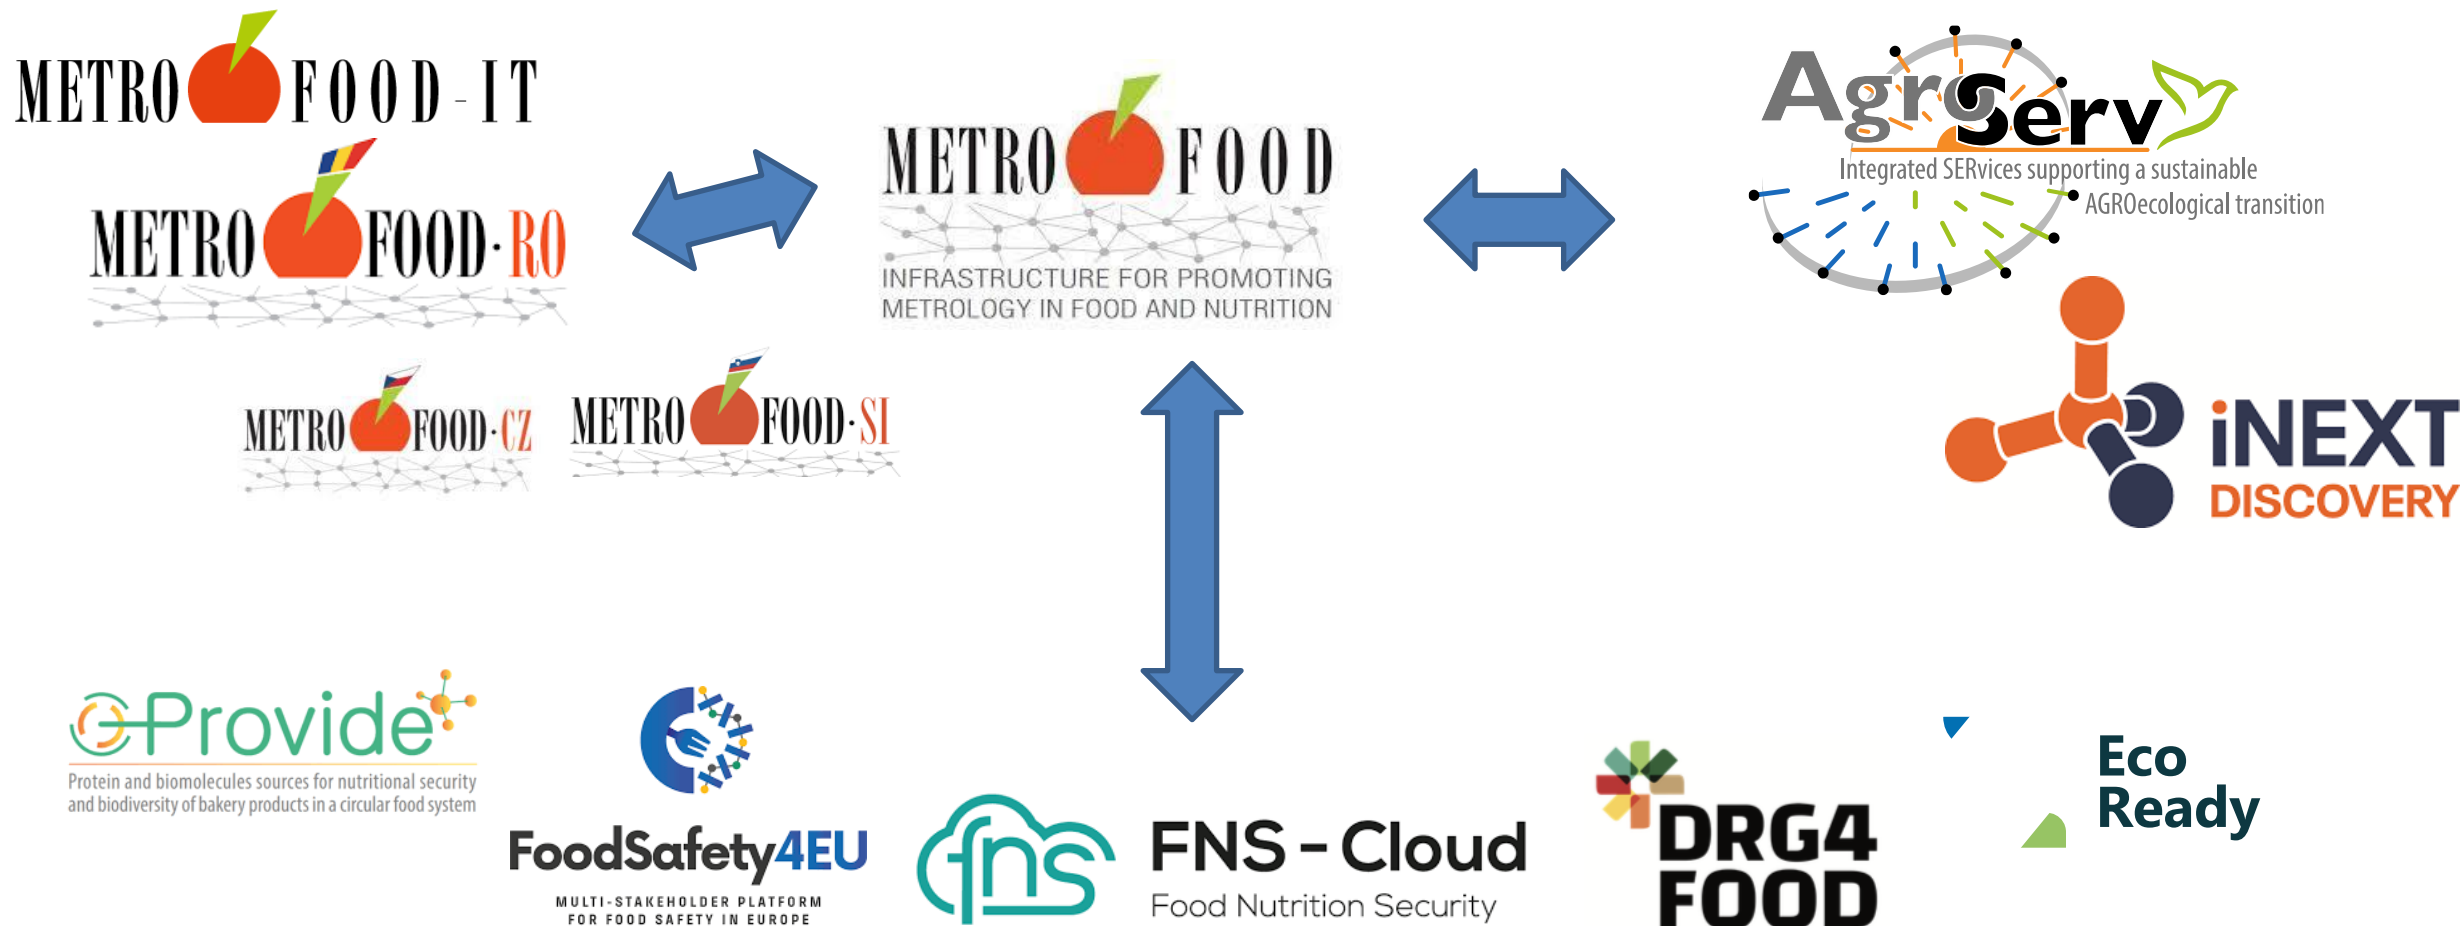 METRO FOOD-IT
METRO FOOD·RO
METRO FOOD·CZ
METRO FOOD·SI
METRO FOOD
INFRASTRUCTURE FOR PROMOTING
METROLOGY IN FOOD AND NUTRITION
AgroServ
Integrated SERvices supporting a sustainable
AGROecological transition
iNEXT
DISCOVERY
Provide
Protein and biomolecules sources for nutritional security
and biodiversity of bakery products in a circular food system
FoodSafety4EU
MULTI-STAKEHOLDER PLATFORM
FOR FOOD SAFETY IN EUROPE
fns
FNS - Cloud
Food Nutrition Security
DRG4
FOOD
Eco
Ready